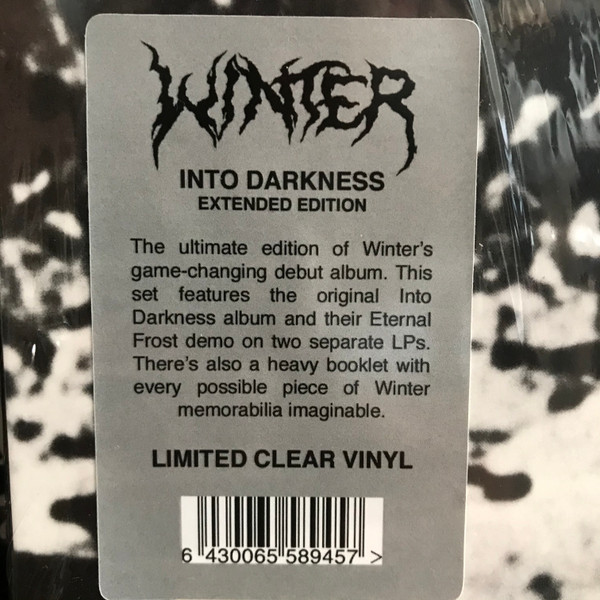 WINTER
INTO DARKNESS
EXTENDED EDITION
The ultimate edition of Winter's
game-changing debut album. This
set features the original Into
Darkness album and their Eternal
Frost demo on two separate LPs.
There's also a heavy booklet with
every possible piece of Winter
memorabilia imaginable.
LIMITED CLEAR VINYL
6 430065 589457 >